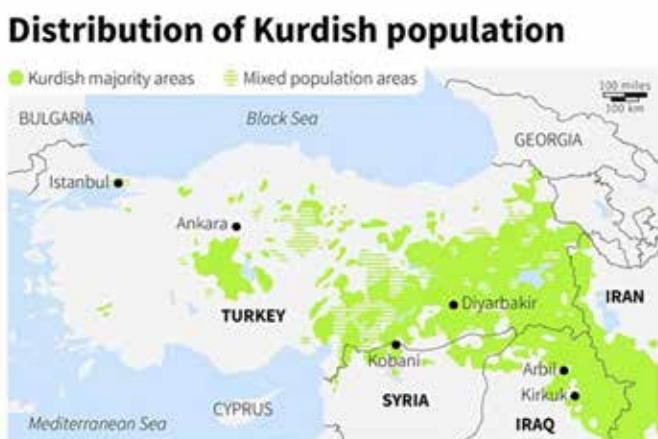 Distribution of Kurdish population
Kurdish majority areas
Mixed population areas
100 miles
100 km
BULGARIA
Black Sea
GEORGIA
Istanbul
Ankara
TURKEY
Diyarbakir
IRAN
Kobani
Arbil
Kirkuk
SYRIA
IRAQ
CYPRUS
Mediterranean Sea